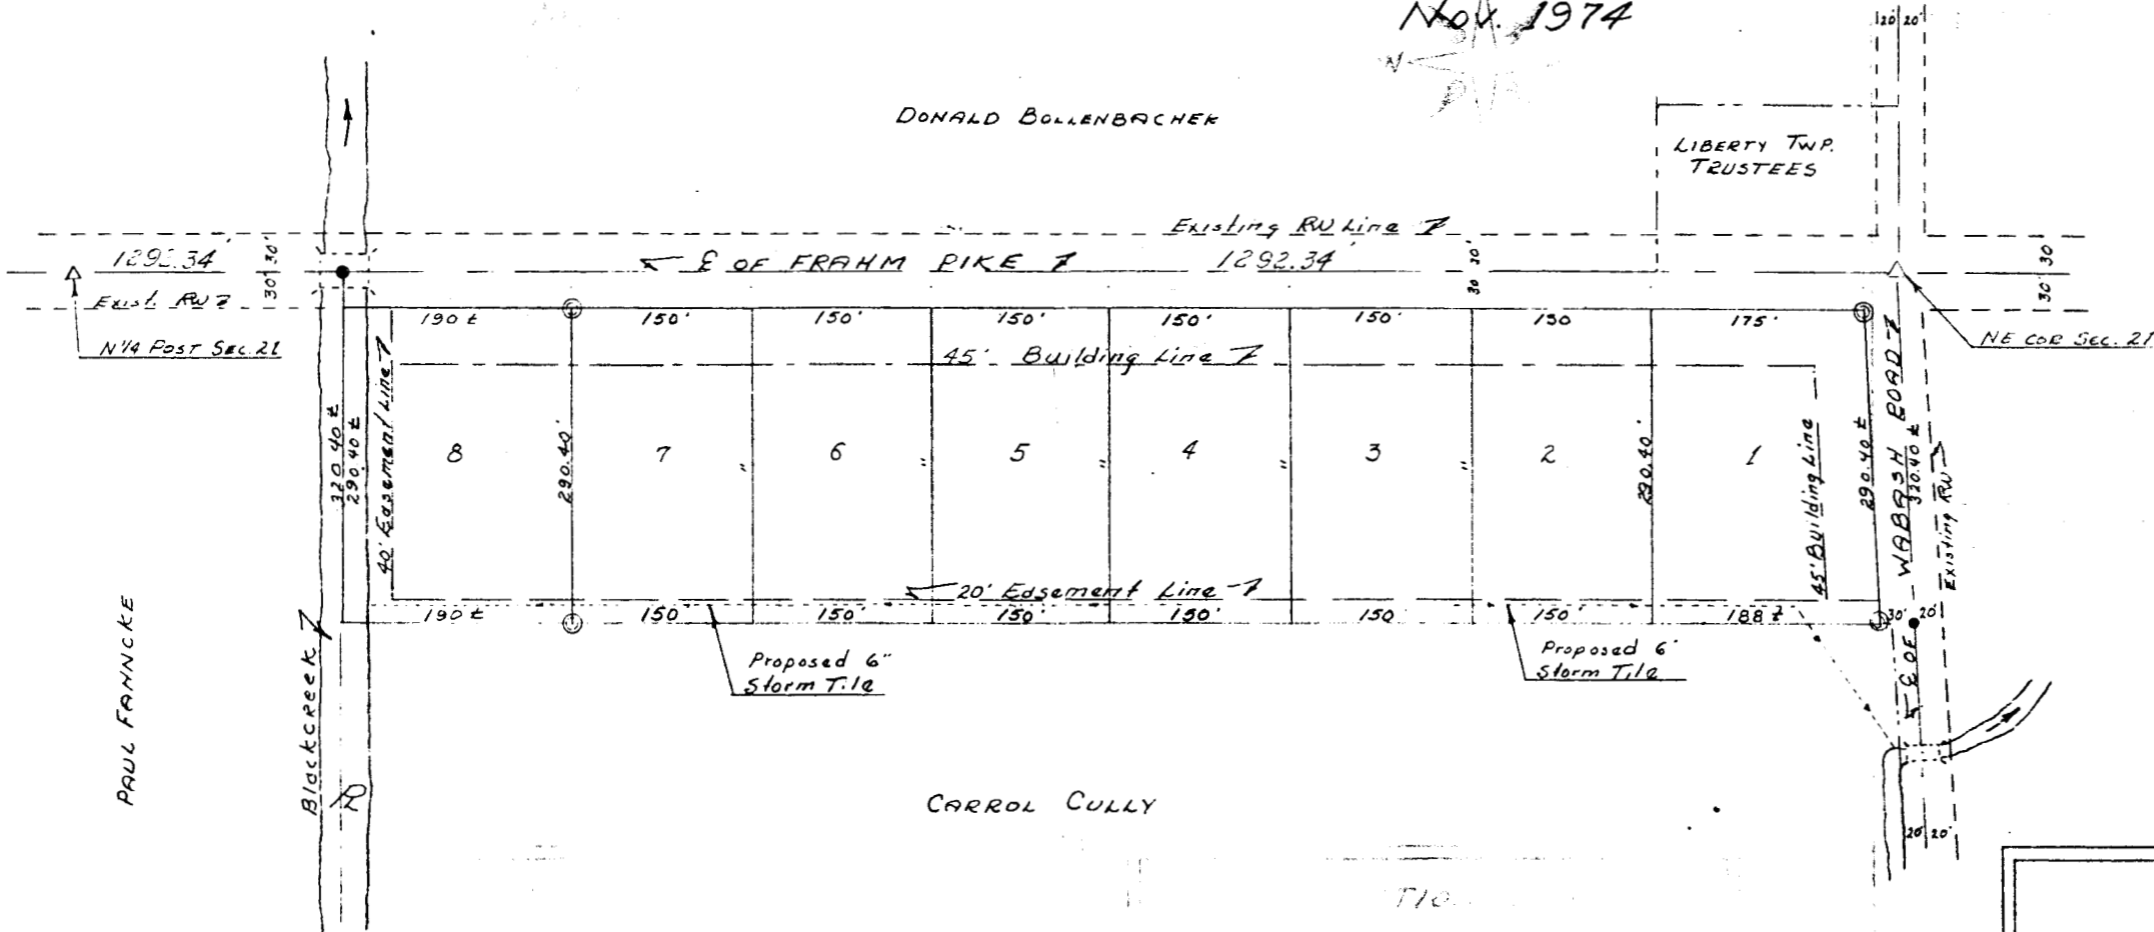 Nov. 1974
20' 20'
N
DONALD BOLLENBACHER
LIBERTY TWP.
TRUSTEES
Existing RW Line
1292.34'
30' 30'
℄ OF FRAHM PIKE
1292.34'
30' 30'
30' 30'
Exist. RW
N 1/4 POST SEC. 21
NE COR SEC. 21
190 ±
150'
150'
150'
150'
150'
150
175'
45' Building Line
320.40 ±
290.40 ±
40' Easement Line
8
290.40'
7
"
6
"
5
"
4
"
3
"
2
290.40'
1
45' Building Line
290.40 ±
WABASH ROAD
320.40 ±
Existing RW
20' Easement Line
190 ±
150'
150'
150'
150'
150
150'
188 ±
30' 20'
℄ OF
Proposed 6"
Storm Tile
Proposed 6'
Storm Tile
PAUL FANNCKE
Blackcreek
CARROL CULLY
20' 20'